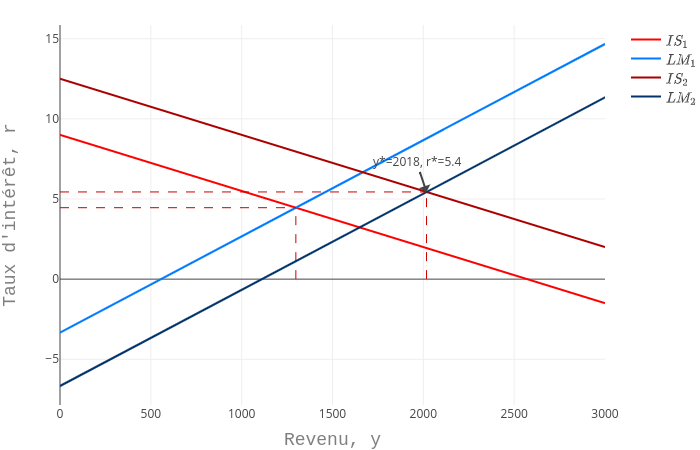 15
10
5
0
−5
0
500
1000
1500
2000
2500
3000
Taux d'intérêt, r
Revenu, y
y*=2018, r*=5.4
IS₁
LM₁
IS₂
LM₂